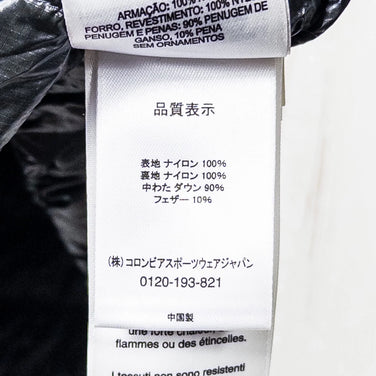 ARMAÇÃO: 100%
FORRO, REVESTIMENTO: 100% NYL
PENUGEM E PENAS: 90% PENUGEM DE
GANSO, 10% PENA
SEM ORNAMENTOS
品質表示
表地 ナイロン 100%
裏地 ナイロン 100%
中わた ダウン 90%
フェザー 10%
(株) コロンビアスポーツウェアジャパン
0120-193-821
中国製
une forte chaleur
flammes ou des étincelles.
I tessuti non sono resistenti